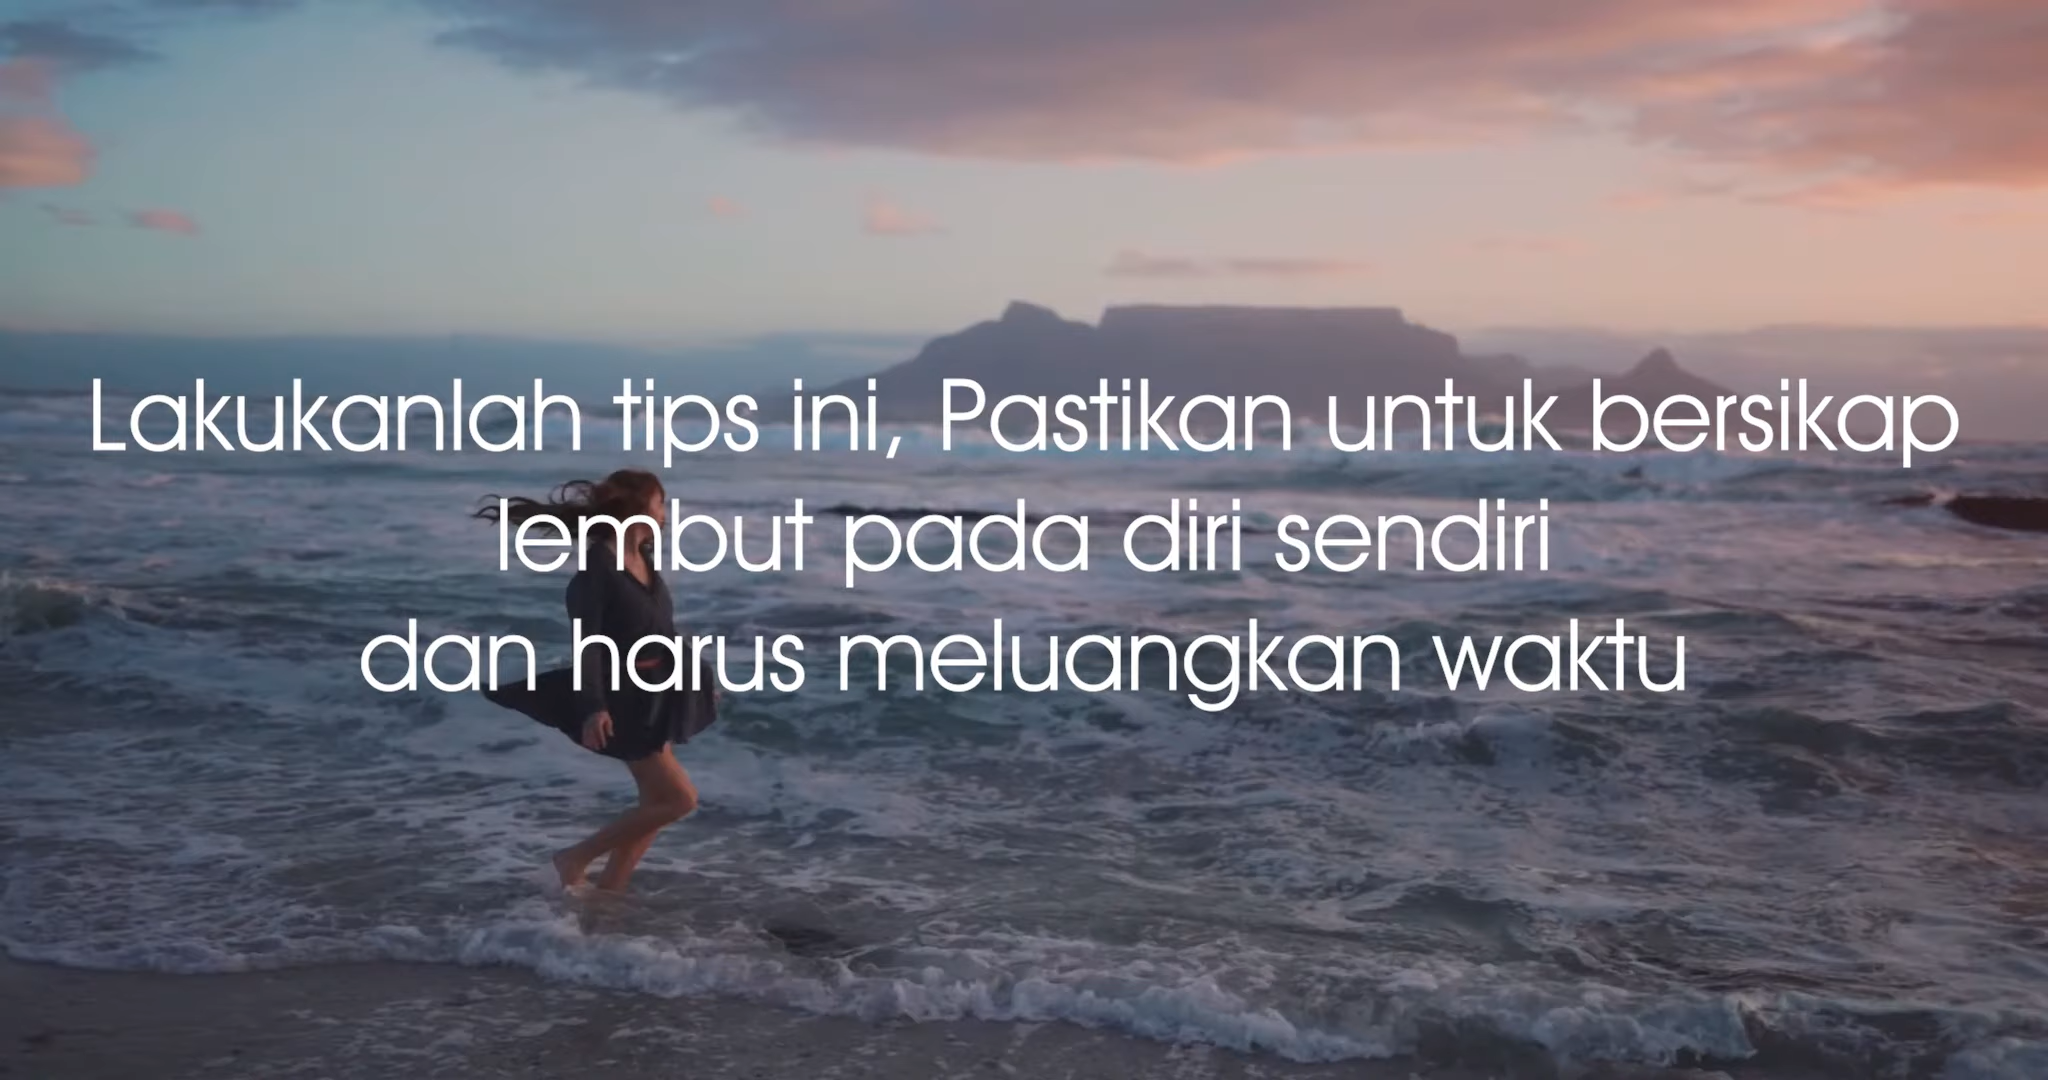 Lakukanlah tips ini, Pastikan untuk bersikap
lembut pada diri sendiri
dan harus meluangkan waktu